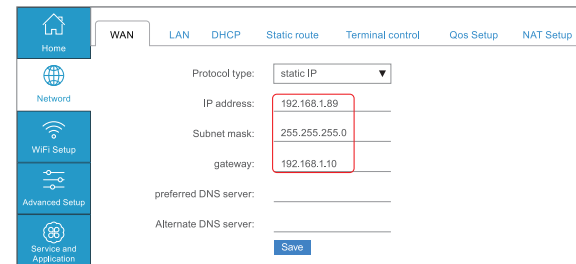 Home
Netword
WiFi Setup
Advanced Setup
Service and
Application
WAN LAN DHCP Static route Terminal control Qos Setup NAT Setup
Protocol type: static IP
IP address: 192.168.1.89
Subnet mask: 255.255.255.0
gateway: 192.168.1.10
preferred DNS server:
Alternate DNS server:
Save